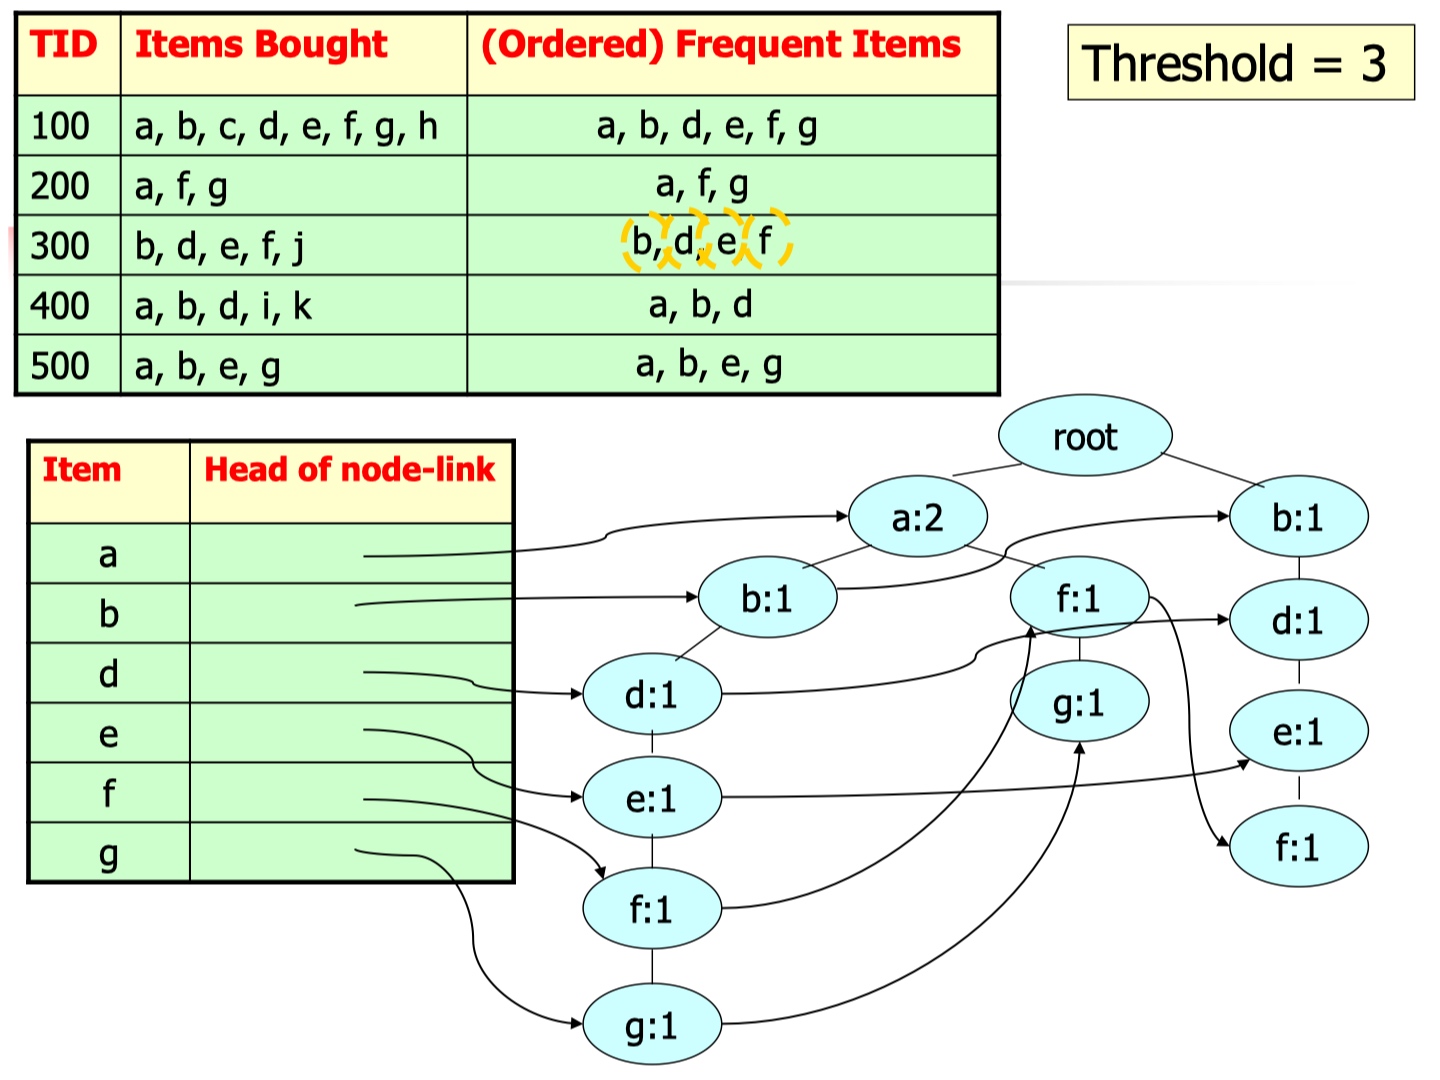 TID Items Bought (Ordered) Frequent Items
Threshold = 3
100 a, b, c, d, e, f, g, h a, b, d, e, f, g
200 a, f, g a, f, g
300 b, d, e, f, j b, d, e, f
400 a, b, d, i, k a, b, d
500 a, b, e, g a, b, e, g
Item Head of node-link
a
b
d
e
f
g
root
a:2
b:1
b:1
f:1
d:1
d:1
g:1
e:1
e:1
f:1
f:1
g:1